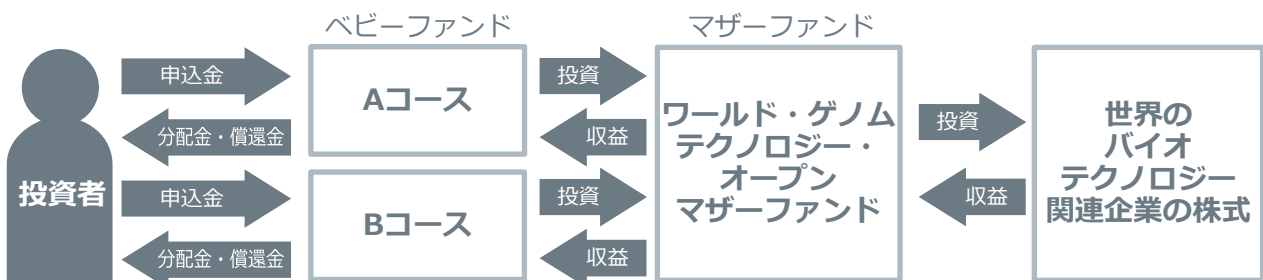 ベビーファンド
マザーファンド
申込金
分配金・償還金
Aコース
投資
収益
投資者
申込金
分配金・償還金
Bコース
投資
収益
ワールド・ゲノム
テクノロジー・
オープン
マザーファンド
投資
収益
世界の
バイオ
テクノロジー
関連企業の株式